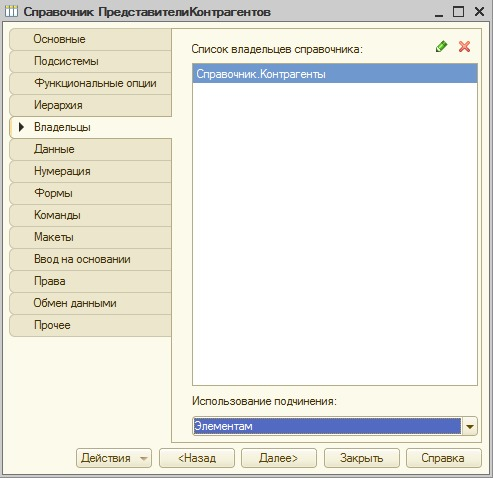 Справочник ПредставителиКонтрагентов
Основные
Подсистемы
Функциональные опции
Иерархия
Владельцы
Данные
Нумерация
Формы
Команды
Макеты
Ввод на основании
Права
Обмен данными
Прочее
Список владельцев справочника:
Справочник.Контрагенты
Использование подчинения:
Элементам
Действия
<Назад
Далее>
Закрыть
Справка